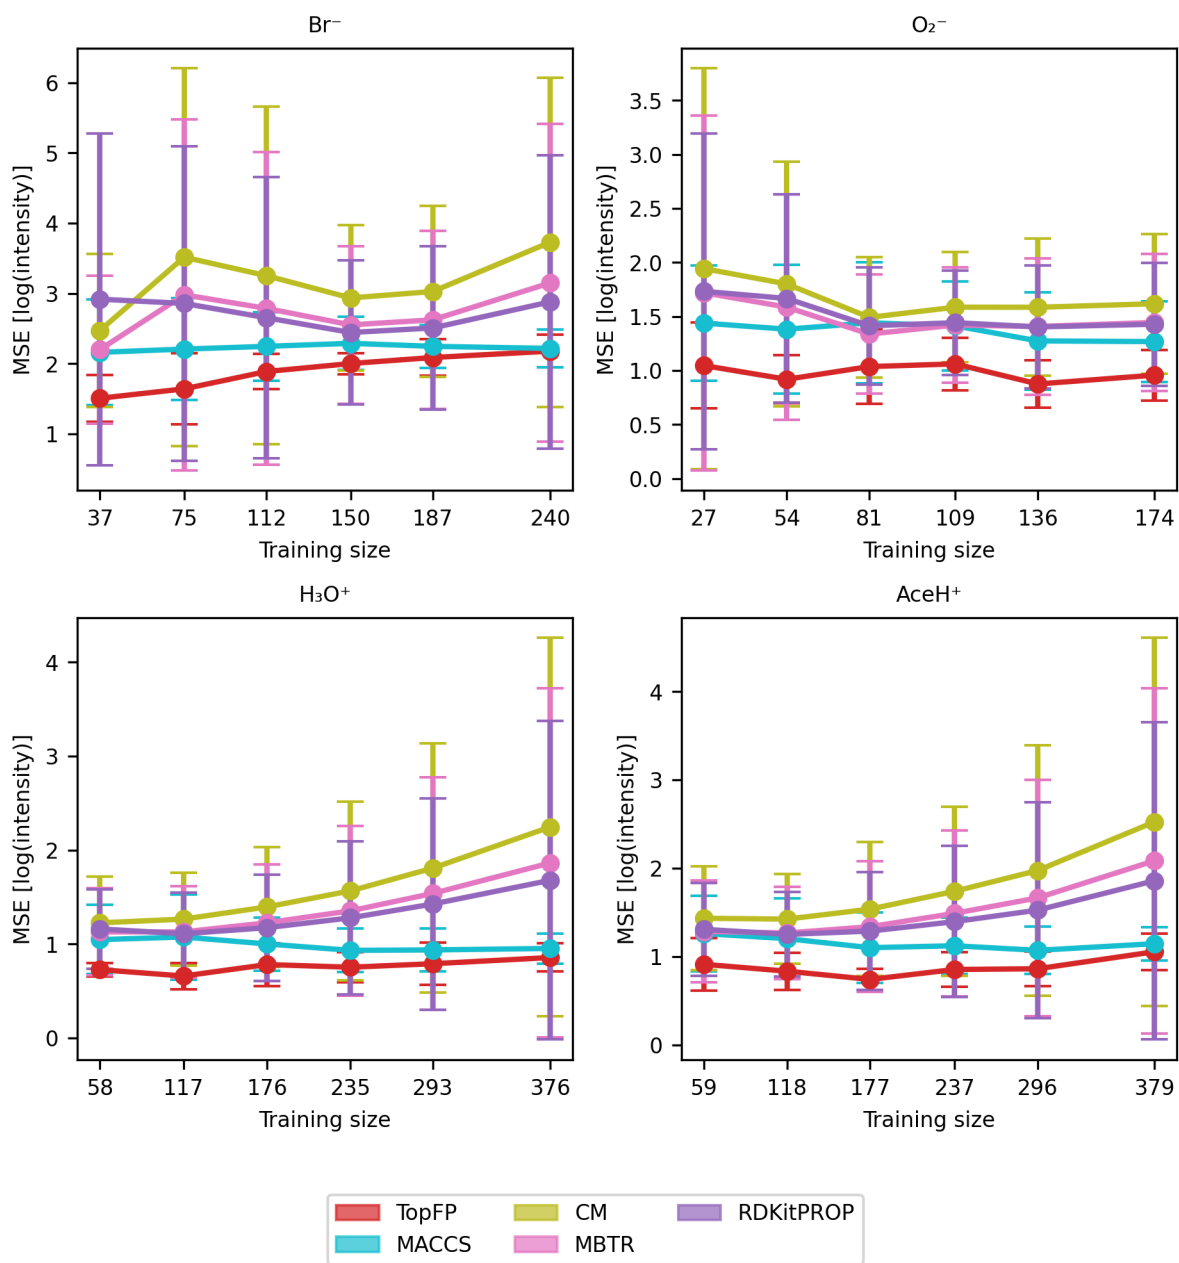 Br⁻
MSE [log(intensity)]
6
5
4
3
2
1
37 75 112 150 187 240
Training size
O₂⁻
MSE [log(intensity)]
3.5
3.0
2.5
2.0
1.5
1.0
0.5
0.0
27 54 81 109 136 174
Training size
H₃O⁺
MSE [log(intensity)]
4
3
2
1
0
58 117 176 235 293 376
Training size
AceH⁺
MSE [log(intensity)]
4
3
2
1
0
59 118 177 237 296 379
Training size
TopFP CM RDKitPROP
MACCS MBTR